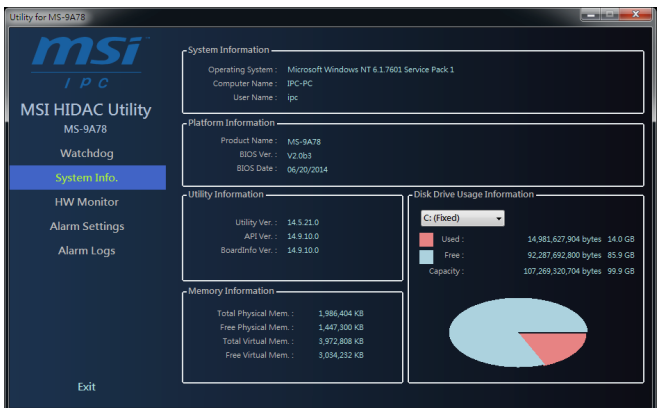 Utility for MS-9A78
msi
IPC
MSI HIDAC Utility
MS-9A78
Watchdog
System Info.
HW Monitor
Alarm Settings
Alarm Logs
Exit
System Information
Operating System : Microsoft Windows NT 6.1.7601 Service Pack 1
Computer Name : IPC-PC
User Name : ipc
Platform Information
Product Name : MS-9A78
BIOS Ver. : V2.0b3
BIOS Date : 06/20/2014
Utility Information
Utility Ver. : 14.5.21.0
API Ver. : 14.9.10.0
BoardInfo Ver. : 14.9.10.0
Memory Information
Total Physical Mem. : 1,986,404 KB
Free Physical Mem. : 1,447,300 KB
Total Virtual Mem. : 3,972,808 KB
Free Virtual Mem. : 3,034,232 KB
Disk Drive Usage Information
C: (Fixed)
Used : 14,981,627,904 bytes 14.0 GB
Free : 92,287,692,800 bytes 85.9 GB
Capacity : 107,269,320,704 bytes 99.9 GB